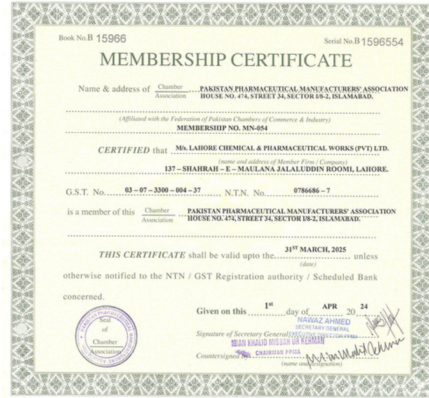 Book No.B 15966
Serial No.B 1596554
MEMBERSHIP CERTIFICATE
Name & address of Chamber Association PAKISTAN PHARMACEUTICAL MANUFACTURERS' ASSOCIATION
HOUSE NO. 474, STREET 34, SECTOR I/8-2, ISLAMABAD.
(Affiliated with the Federation of Pakistan Chambers of Commerce & Industry)
MEMBERSHIP NO. MN-054
CERTIFIED that M/s. LAHORE CHEMICAL & PHARMACEUTICAL WORKS (PVT) LTD.
(name and address of Member Firm / Company)
137 – SHAHRAH – E – MAULANA JALALUDDIN ROOMI, LAHORE.
G.S.T. No. 03 – 07 – 3300 – 004 – 37 N.T.N. No. 0786686 – 7
is a member of this Chamber Association PAKISTAN PHARMACEUTICAL MANUFACTURERS' ASSOCIATION
HOUSE NO. 474, STREET 34, SECTOR I/8-2, ISLAMABAD.
THIS CERTIFICATE shall be valid upto the 31ST MARCH, 2025 unless
(date)
otherwise notified to the NTN / GST Registration authority / Scheduled Bank
concerned.
Given on this 1st day of APR 20 24
NAWAZ AHMED
SECRETARY GENERAL
Signature of Secretary General
Seal
of
Chamber
Association
MIAN KHALID MISBAH UR REHMAN
Countersigned by CHAIRMAN PPMA
(name and designation)